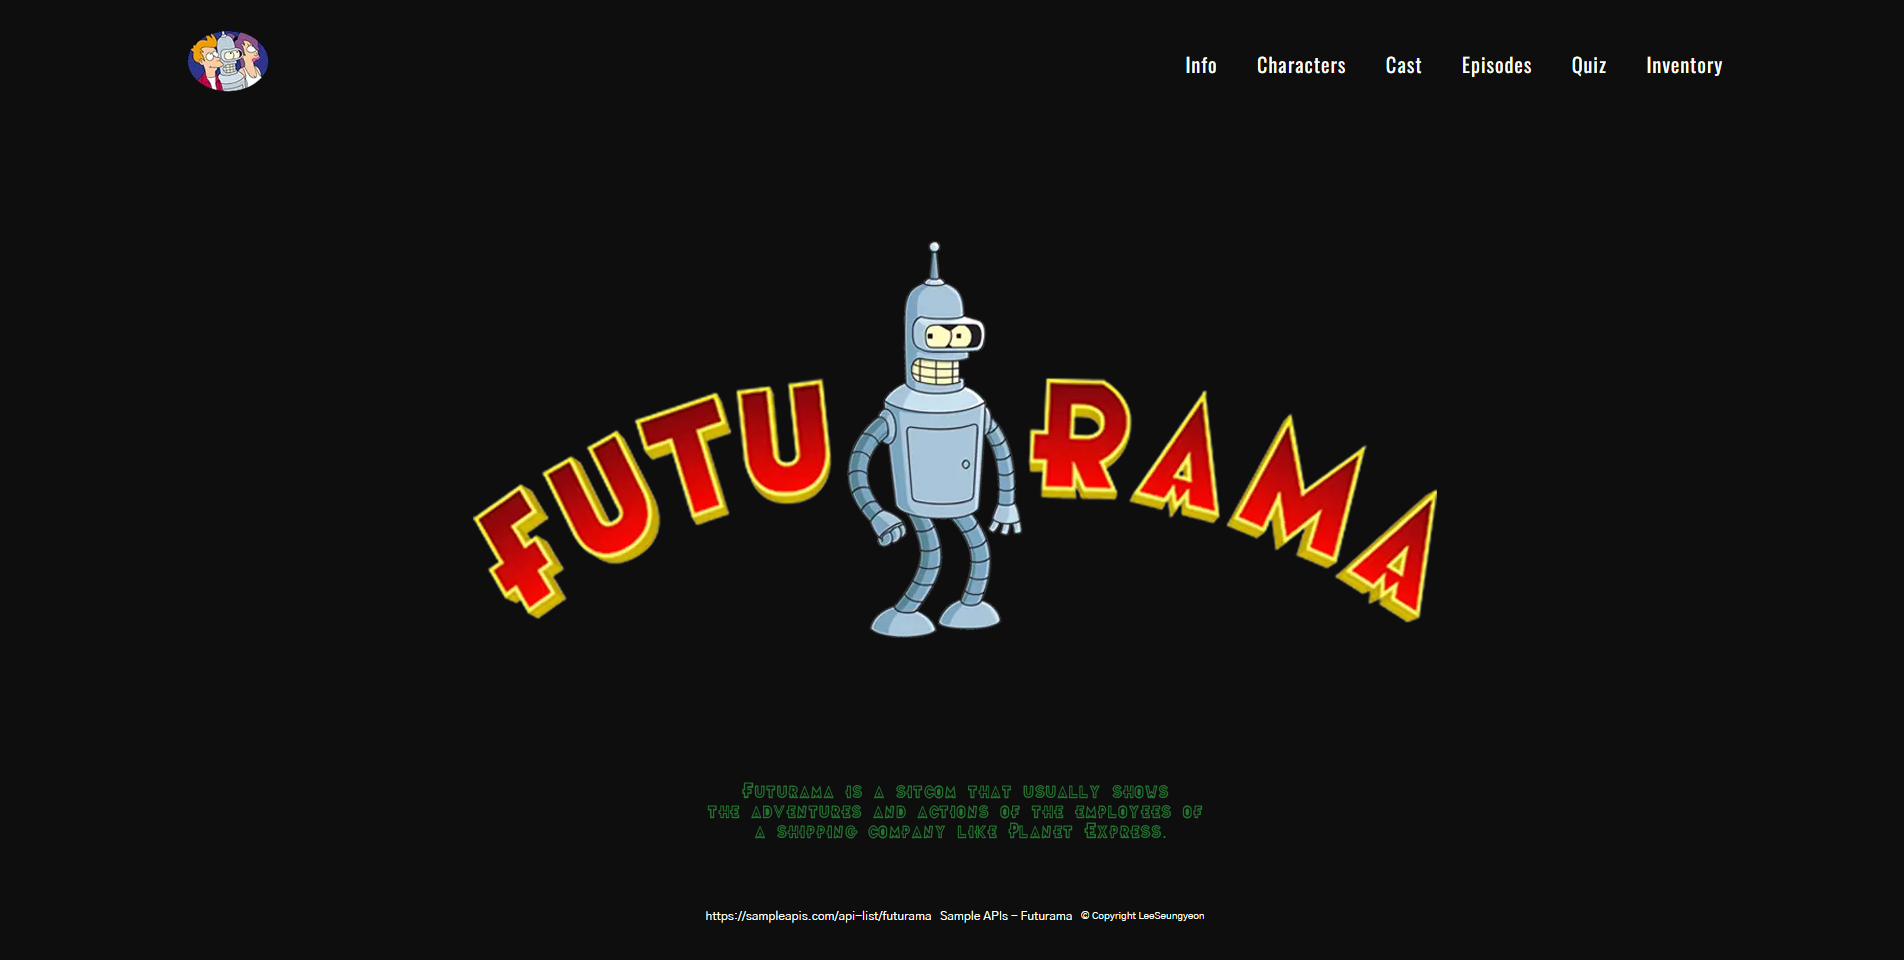 Info Characters Cast Episodes Quiz Inventory
FUTURAMA
Futurama is a sitcom that usually shows
the adventures and actions of the employees of
a shipping company like Planet Express.
https://sampleapis.com/api-list/futurama Sample APIs - Futurama © Copyright LeeSeungyeon